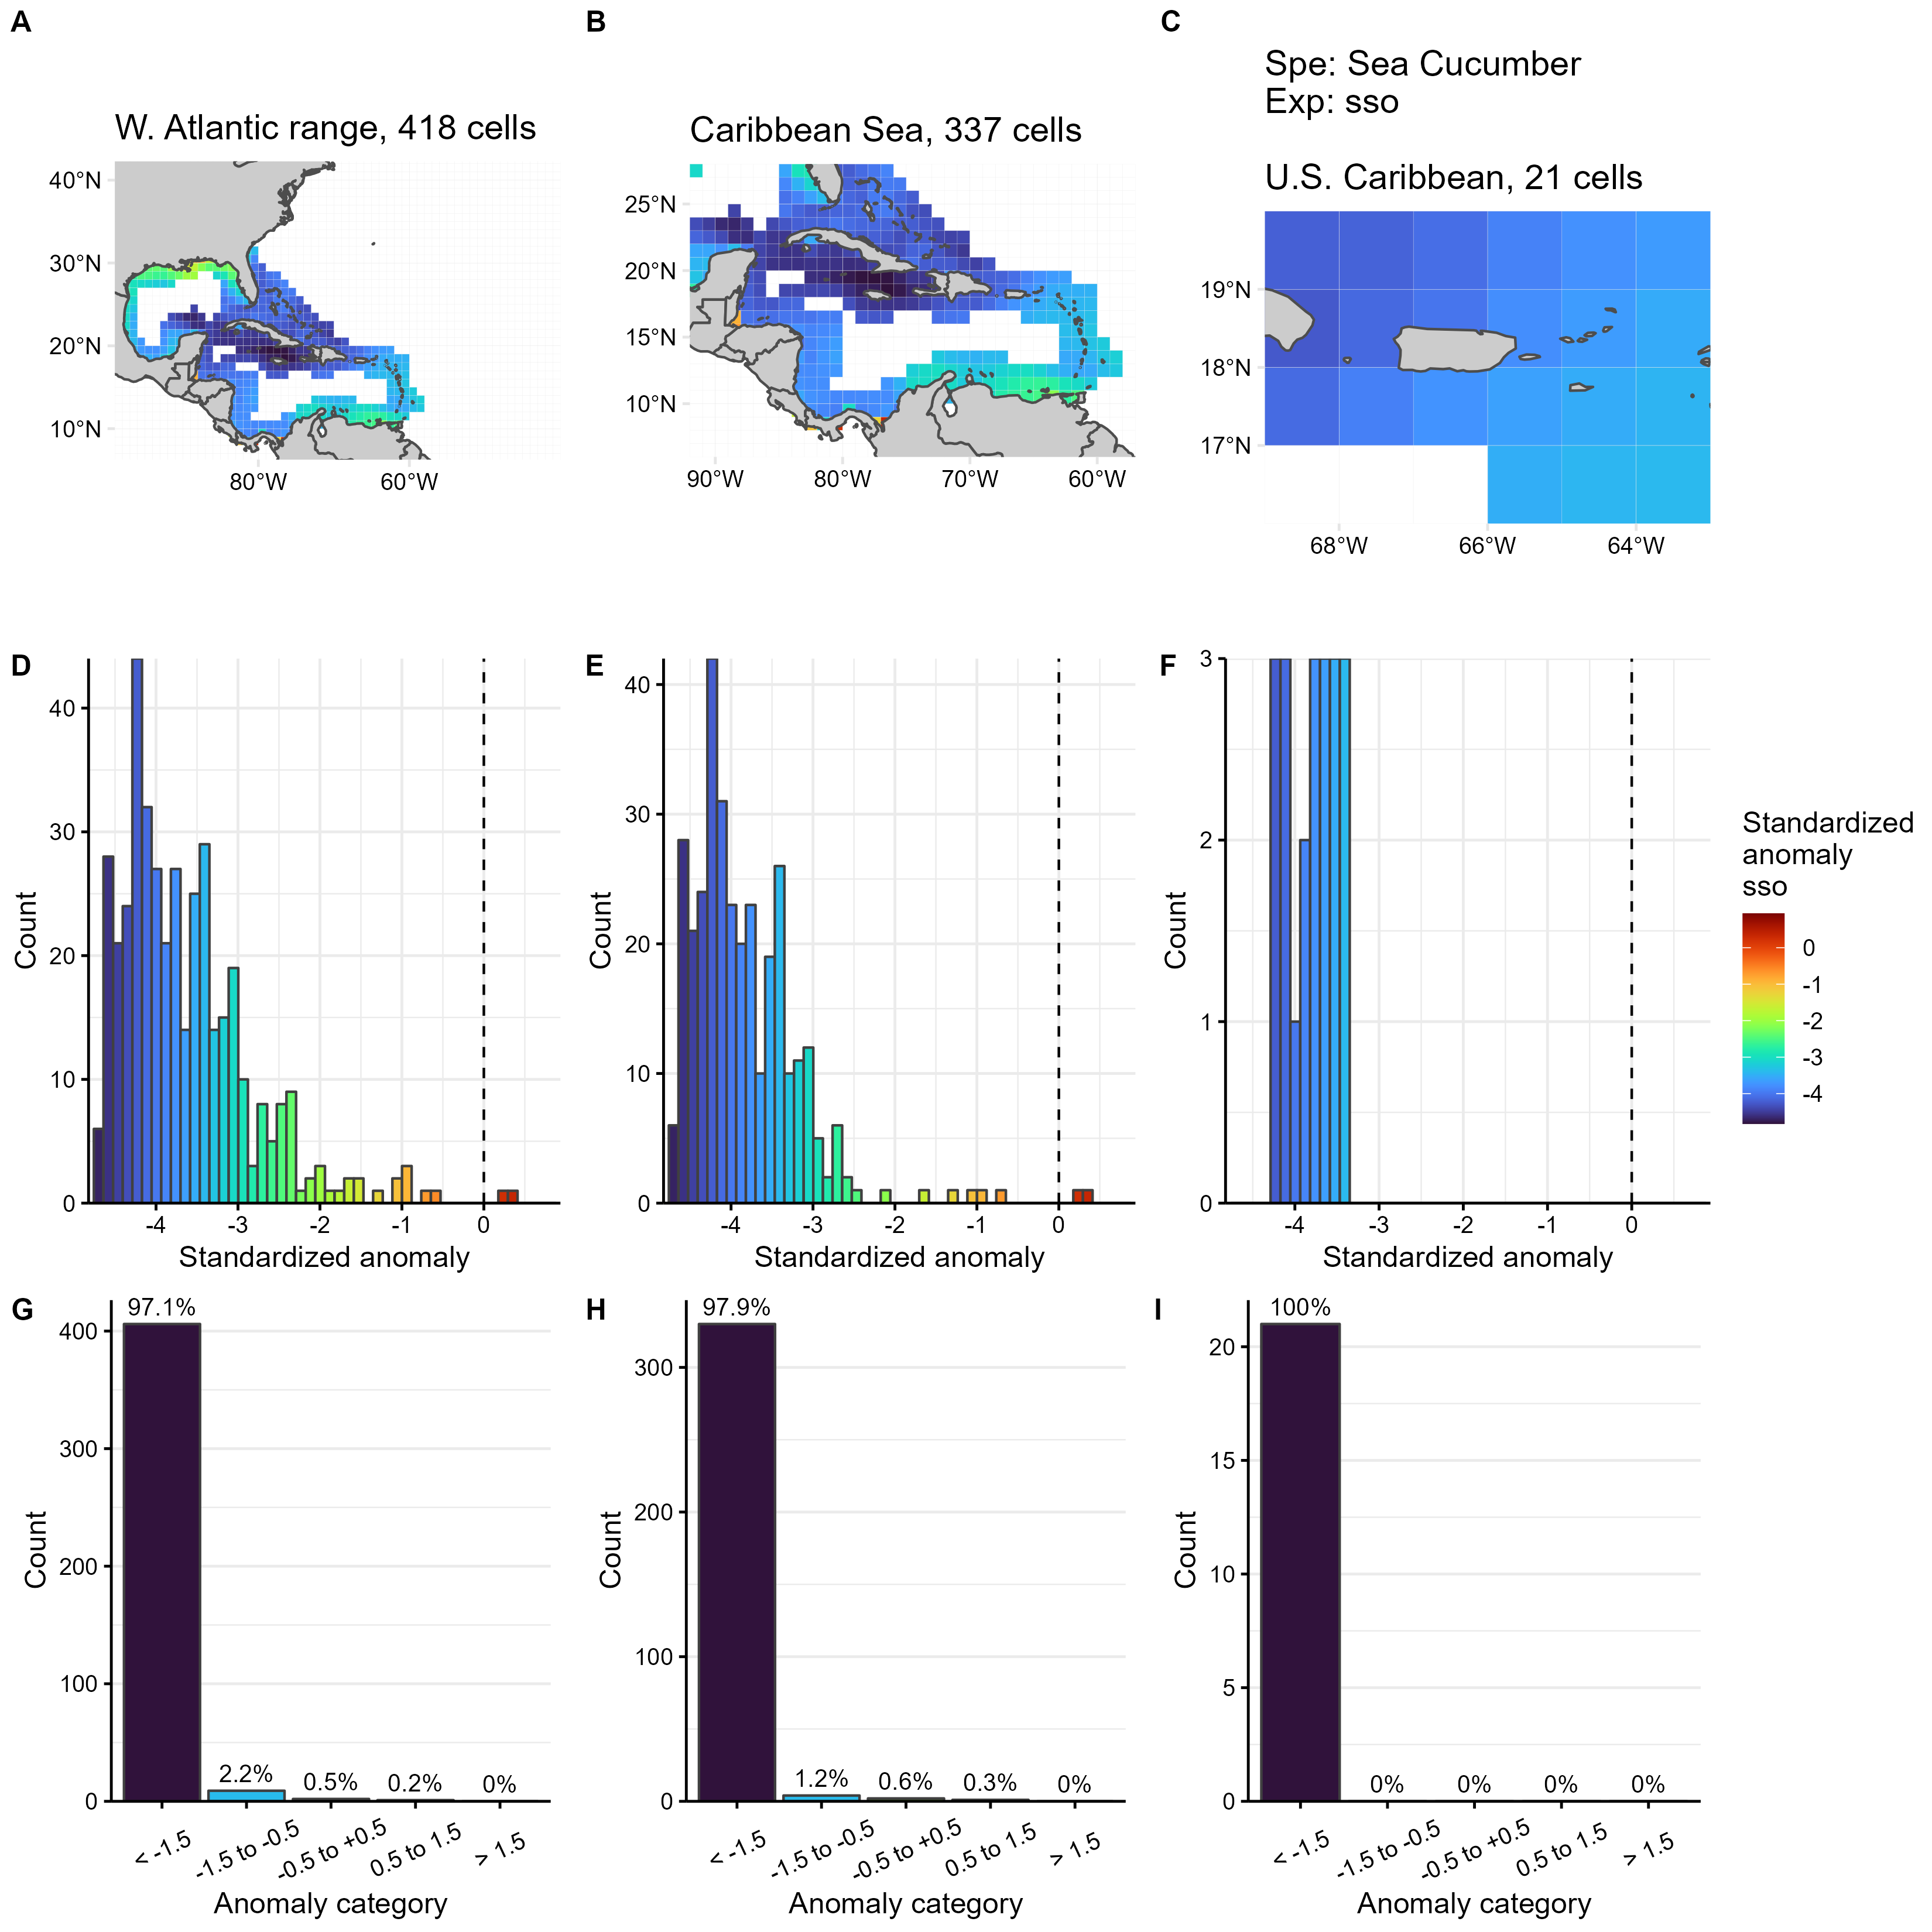 A
B
C
Spe: Sea Cucumber
Exp: sso
W. Atlantic range, 418 cells
Caribbean Sea, 337 cells
U.S. Caribbean, 21 cells
40°N
30°N
20°N
10°N
80°W
60°W
25°N
20°N
15°N
10°N
90°W
80°W
70°W
60°W
19°N
18°N
17°N
68°W
66°W
64°W
D
Count
40
30
20
10
0
-4
-3
-2
-1
0
Standardized anomaly
E
Count
40
30
20
10
0
-4
-3
-2
-1
0
Standardized anomaly
F
Count
3
2
1
0
-4
-3
-2
-1
0
Standardized anomaly
Standardized
anomaly
sso
0
-1
-2
-3
-4
G
Count
400
300
200
100
0
97.1%
2.2%
0.5%
0.2%
0%
< -1.5
-1.5 to -0.5
-0.5 to +0.5
0.5 to 1.5
> 1.5
Anomaly category
H
Count
300
200
100
0
97.9%
1.2%
0.6%
0.3%
0%
< -1.5
-1.5 to -0.5
-0.5 to +0.5
0.5 to 1.5
> 1.5
Anomaly category
I
Count
20
15
10
5
0
100%
0%
0%
0%
0%
< -1.5
-1.5 to -0.5
-0.5 to +0.5
0.5 to 1.5
> 1.5
Anomaly category